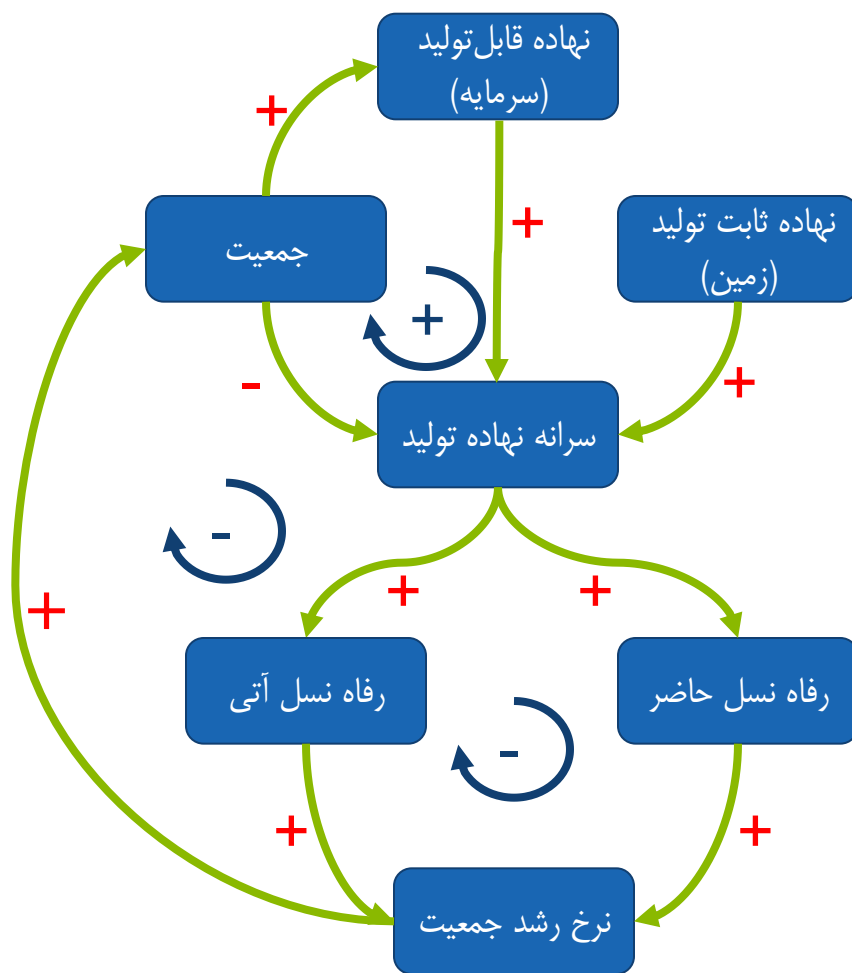 نهاده قابل‌تولید
(سرمایه)
+
+
جمعیت
نهاده ثابت تولید
(زمین)
+
-
+
سرانه نهاده تولید
-
+
+
+
رفاه نسل آتی
رفاه نسل حاضر
-
+
+
نرخ رشد جمعیت